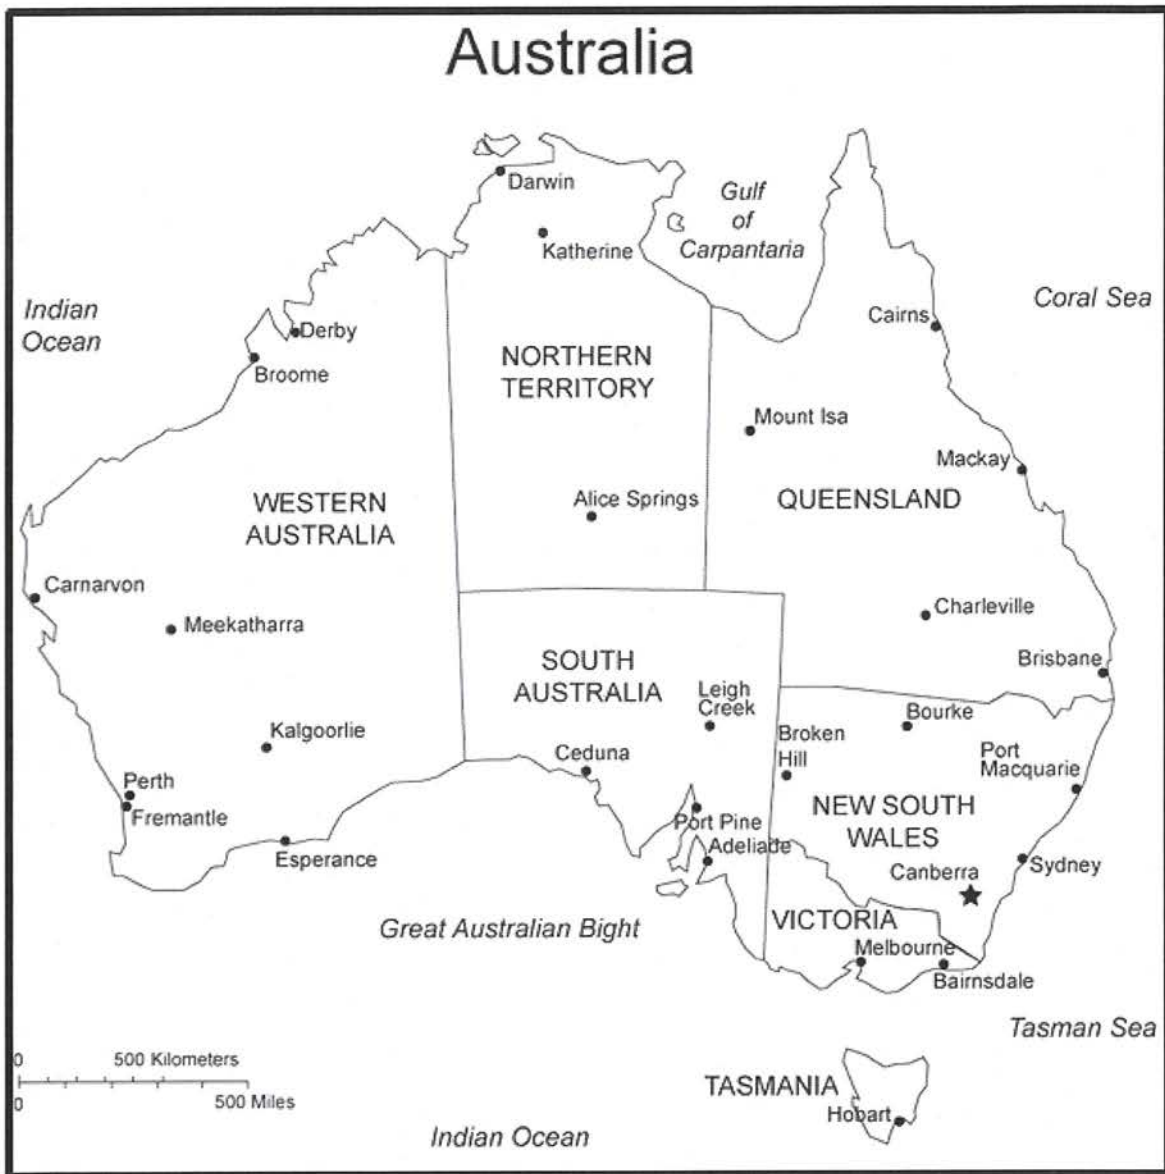 Australia
Darwin
Gulf
of
Carpantaria
Katherine
Indian
Ocean
Coral Sea
Cairns
Derby
Broome
NORTHERN
TERRITORY
Mount Isa
Mackay
WESTERN
AUSTRALIA
Alice Springs
QUEENSLAND
Carnarvon
Meekatharra
Charleville
SOUTH
AUSTRALIA
Brisbane
Leigh
Creek
Bourke
Kalgoorlie
Ceduna
Broken
Hill
Port
Macquarie
Perth
Fremantle
Port Pine
NEW SOUTH
WALES
Esperance
Adeliade
Canberra
Sydney
Great Australian Bight
VICTORIA
Melbourne
Bairnsdale
Tasman Sea
0 500 Kilometers
0 500 Miles
TASMANIA
Hobart
Indian Ocean